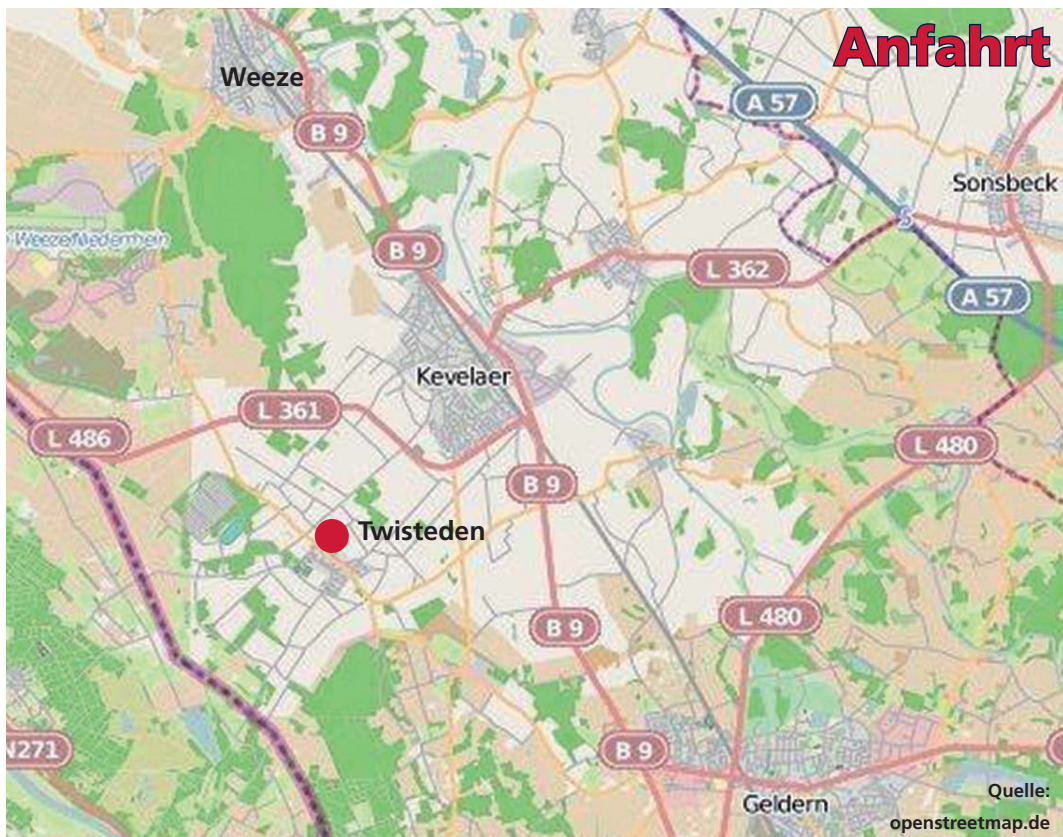 Anfahrt
Weeze
A 57
B 9
Sonsbeck
Weeze/Niederrhein
B 9
L 362
A 57
Kevelaer
L 361
L 486
L 480
B 9
Twisteden
L 480
B 9
N271
B 9
Geldern
Quelle:
openstreetmap.de